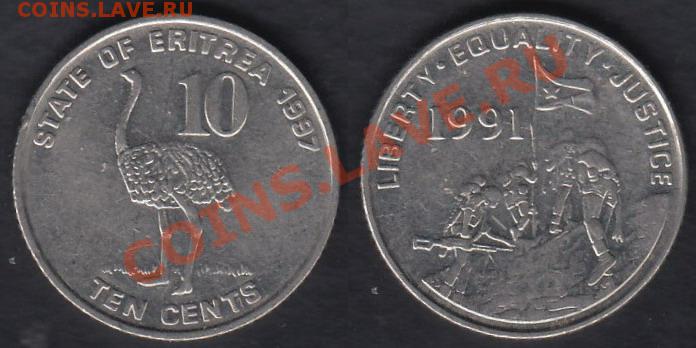 COINS.LAVE.RU
STATE OF ERITREA 1997
10
TEN CENTS
LIBERTY · EQUALITY · JUSTICE
1991
COINS.LAVE.RU